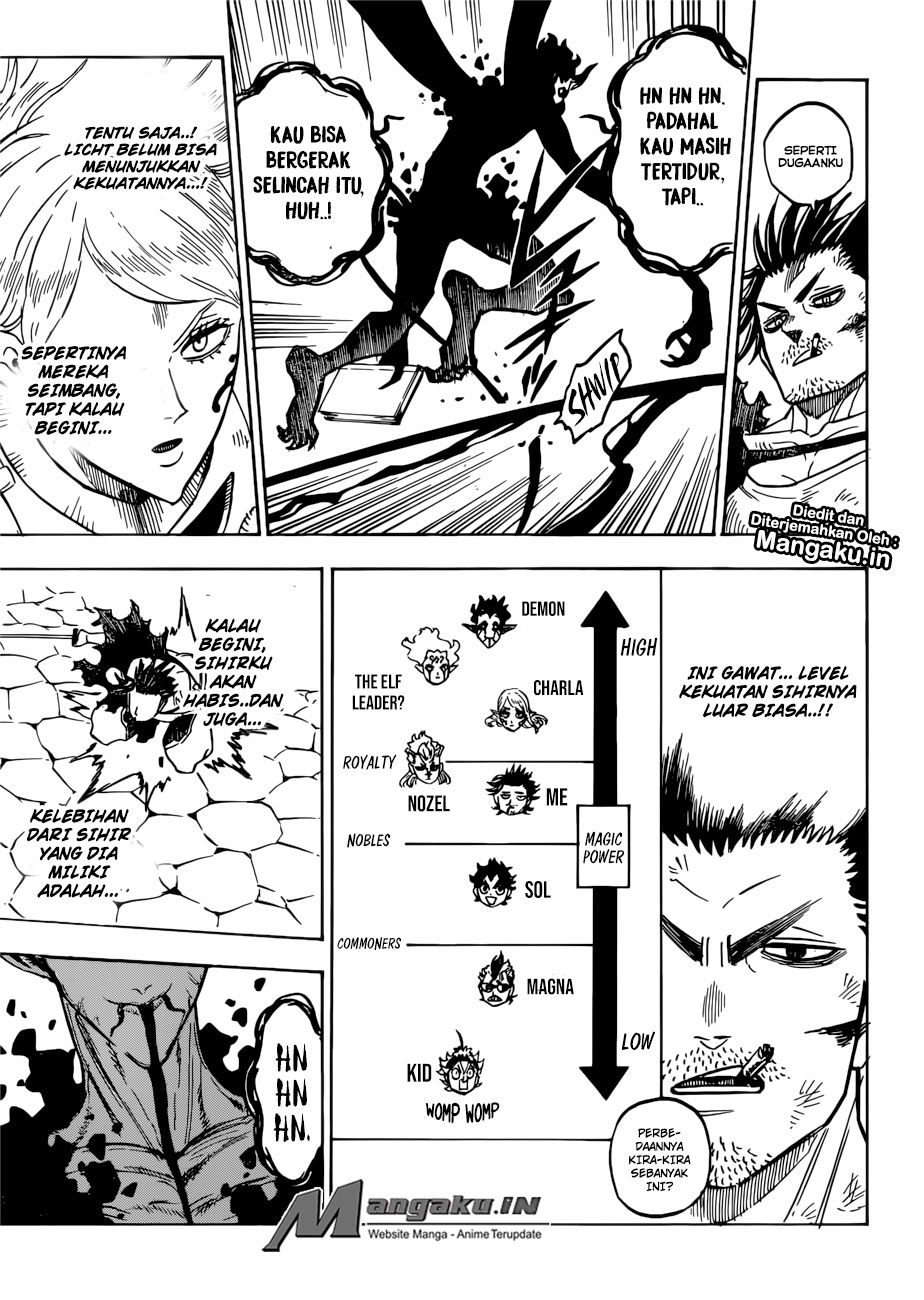 SEPERTI
DUGAANKU
HN HN HN.
PADAHAL
KAU MASIH
TERTIDUR,
TAPI..
KAU BISA
BERGERAK
SELINCAH ITU,
HUH..!
SHWIP
TENTU SAJA..!
LICHT BELUM BISA
MENUNJUKKAN
KEKUATANNYA...!
SEPERTINYA
MEREKA
SEIMBANG,
TAPI KALAU
BEGINI...
Diedit dan
Diterjemahkan Oleh :
Mangaku.in
INI GAWAT... LEVEL
KEKUATAN SIHIRNYA
LUAR BIASA..!!
PERBE-
DAANNYA
KIRA-KIRA
SEBANYAK
INI?
HIGH
MAGIC
POWER
LOW
DEMON
THE ELF
LEADER?
CHARLA
ROYALTY
NOZEL
ME
NOBLES
SOL
COMMONERS
MAGNA
KID
WOMP WOMP
KALAU
BEGINI,
SIHIRKU
AKAN
HABIS..DAN
JUGA...
KELEBIHAN
DARI SIHIR
YANG DIA
MILIKI
ADALAH...
HN
HN
HN.
Mangaku.IN
Website Manga - Anime Terupdate